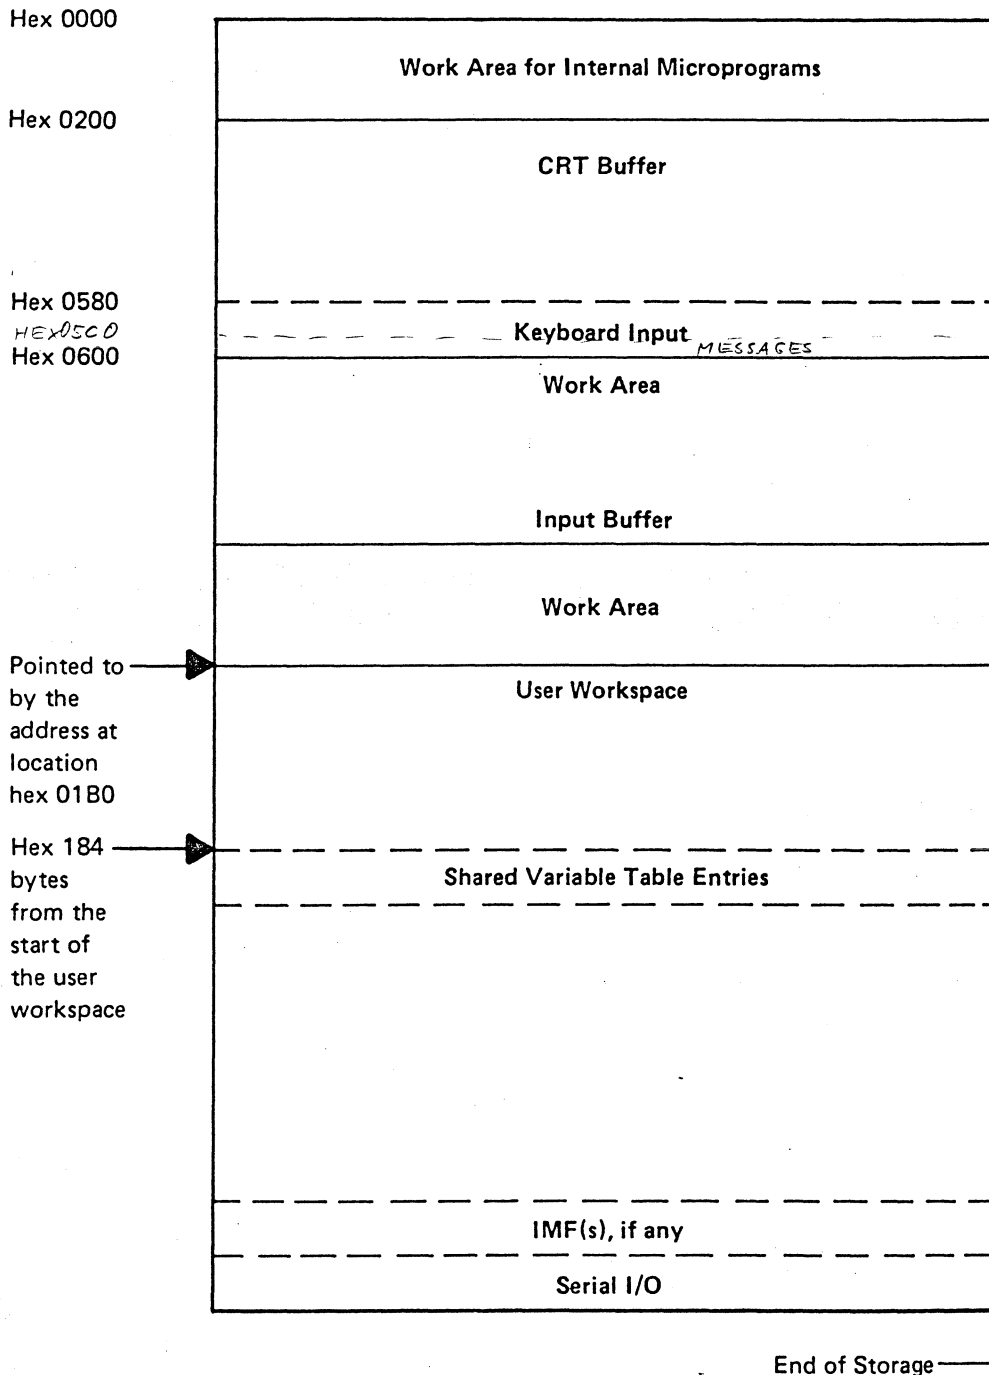 Hex 0000
Work Area for Internal Microprograms
Hex 0200
CRT Buffer
Hex 0580
HEX05C0
Keyboard Input
MESSAGES
Hex 0600
Work Area
Input Buffer
Work Area
Pointed to
by the
address at
location
hex 01B0
User Workspace
Hex 184
bytes
from the
start of
the user
workspace
Shared Variable Table Entries
IMF(s), if any
Serial I/O
End of Storage